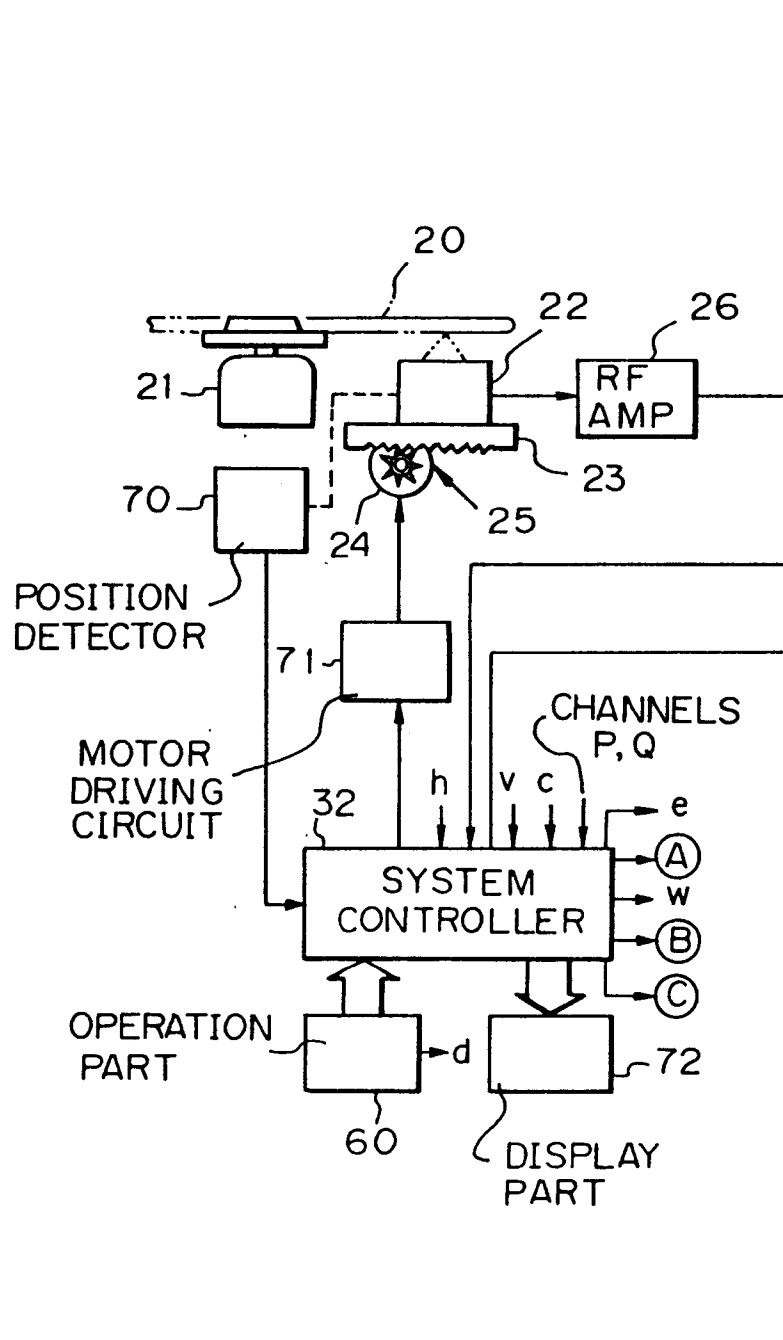 20
22
26
21
RF
AMP
23
70
24
25
POSITION
DETECTOR
71
CHANNELS
P, Q
MOTOR
DRIVING
CIRCUIT
32
h
v
c
e
A
SYSTEM
CONTROLLER
w
B
C
OPERATION
PART
d
72
60
DISPLAY
PART